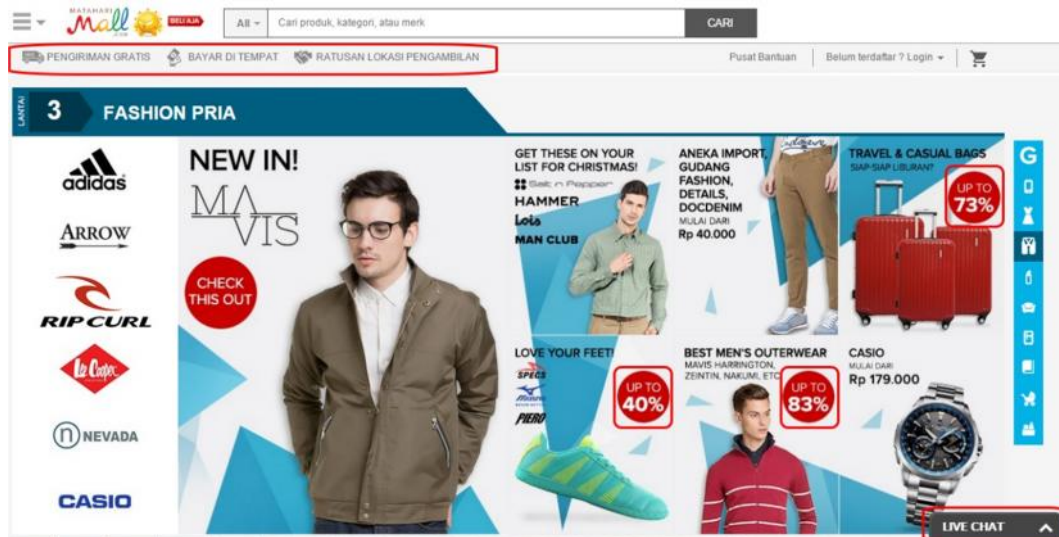 MATAHARI
Mall
.COM
BELI AJA
All
Cari produk, kategori, atau merk
CARI
PENGIRIMAN GRATIS
BAYAR DI TEMPAT
RATUSAN LOKASI PENGAMBILAN
Pusat Bantuan
Belum terdaftar ? Login
LANTAI
3
FASHION PRIA
adidas
ARROW
RIP CURL
Lee Cooper
n NEVADA
CASIO
NEW IN!
MAVIS
CHECK
THIS OUT
GET THESE ON YOUR
LIST FOR CHRISTMAS!
Salt n Pepper
HAMMER
Lois
MAN CLUB
ANEKA IMPORT,
GUDANG
FASHION,
DETAILS,
DOCDENIM
MULAI DARI
Rp 40.000
TRAVEL & CASUAL BAGS
SIAP-SIAP LIBURAN?
UP TO
73%
LOVE YOUR FEET!
SPECS
MIZUNO
PIERO
UP TO
40%
BEST MEN'S OUTERWEAR
MAVIS HARRINGTON,
ZEINTIN, NAKUMI, ETC
UP TO
83%
CASIO
MULAI DARI
Rp 179.000
G
LIVE CHAT